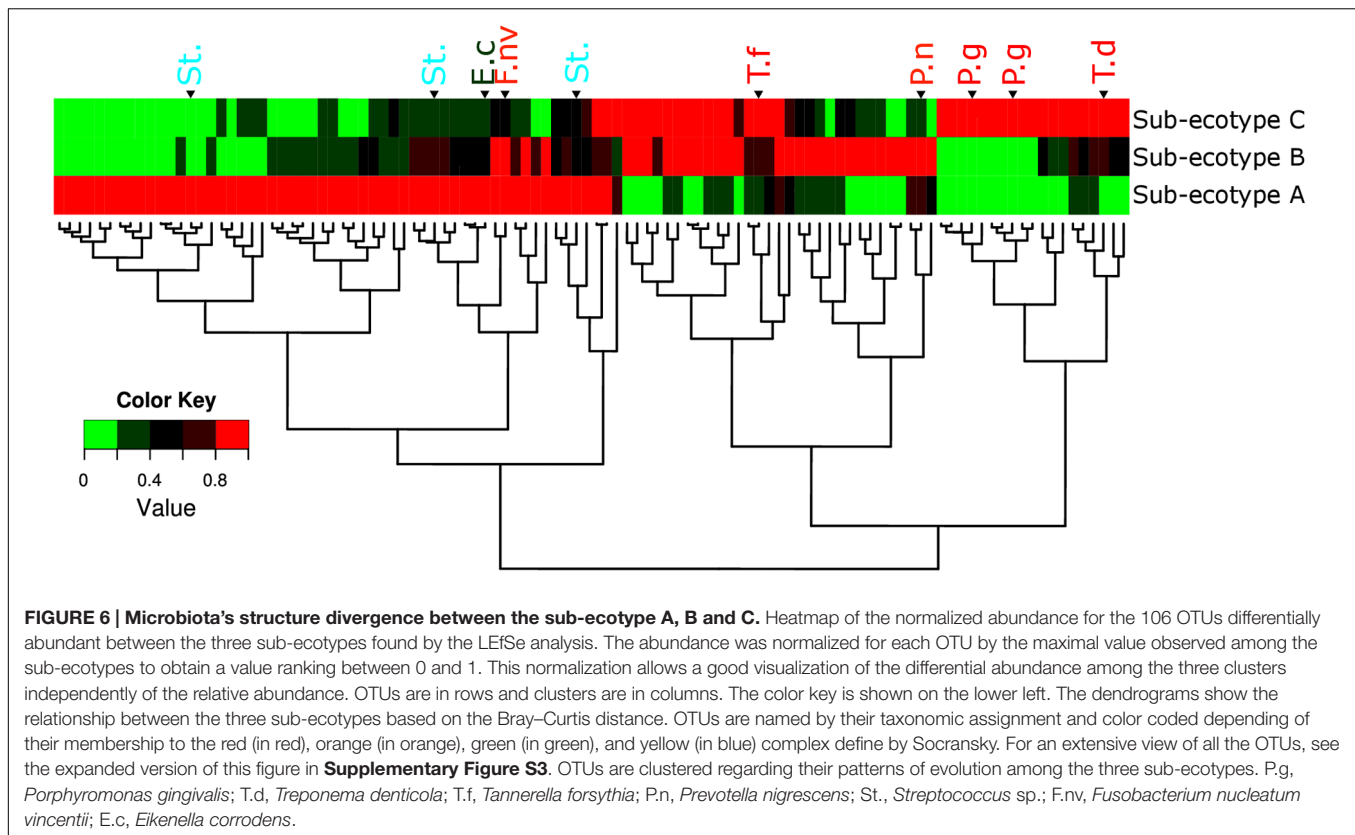 St.
St.
E.c
F.nv
St.
T.f
P.n
P.g
P.g
T.d
Sub-ecotype C
Sub-ecotype B
Sub-ecotype A
Color Key
0 0.4 0.8
Value
FIGURE 6 | Microbiota's structure divergence between the sub-ecotype A, B and C. Heatmap of the normalized abundance for the 106 OTUs differentially
abundant between the three sub-ecotypes found by the LEfSe analysis. The abundance was normalized for each OTU by the maximal value observed among the
sub-ecotypes to obtain a value ranking between 0 and 1. This normalization allows a good visualization of the differential abundance among the three clusters
independently of the relative abundance. OTUs are in rows and clusters are in columns. The color key is shown on the lower left. The dendrograms show the
relationship between the three sub-ecotypes based on the Bray–Curtis distance. OTUs are named by their taxonomic assignment and color coded depending of
their membership to the red (in red), orange (in orange), green (in green), and yellow (in blue) complex define by Socransky. For an extensive view of all the OTUs, see
the expanded version of this figure in Supplementary Figure S3. OTUs are clustered regarding their patterns of evolution among the three sub-ecotypes. P.g,
Porphyromonas gingivalis; T.d, Treponema denticola; T.f, Tannerella forsythia; P.n, Prevotella nigrescens; St., Streptococcus sp.; F.nv, Fusobacterium nucleatum
vincentii; E.c, Eikenella corrodens.